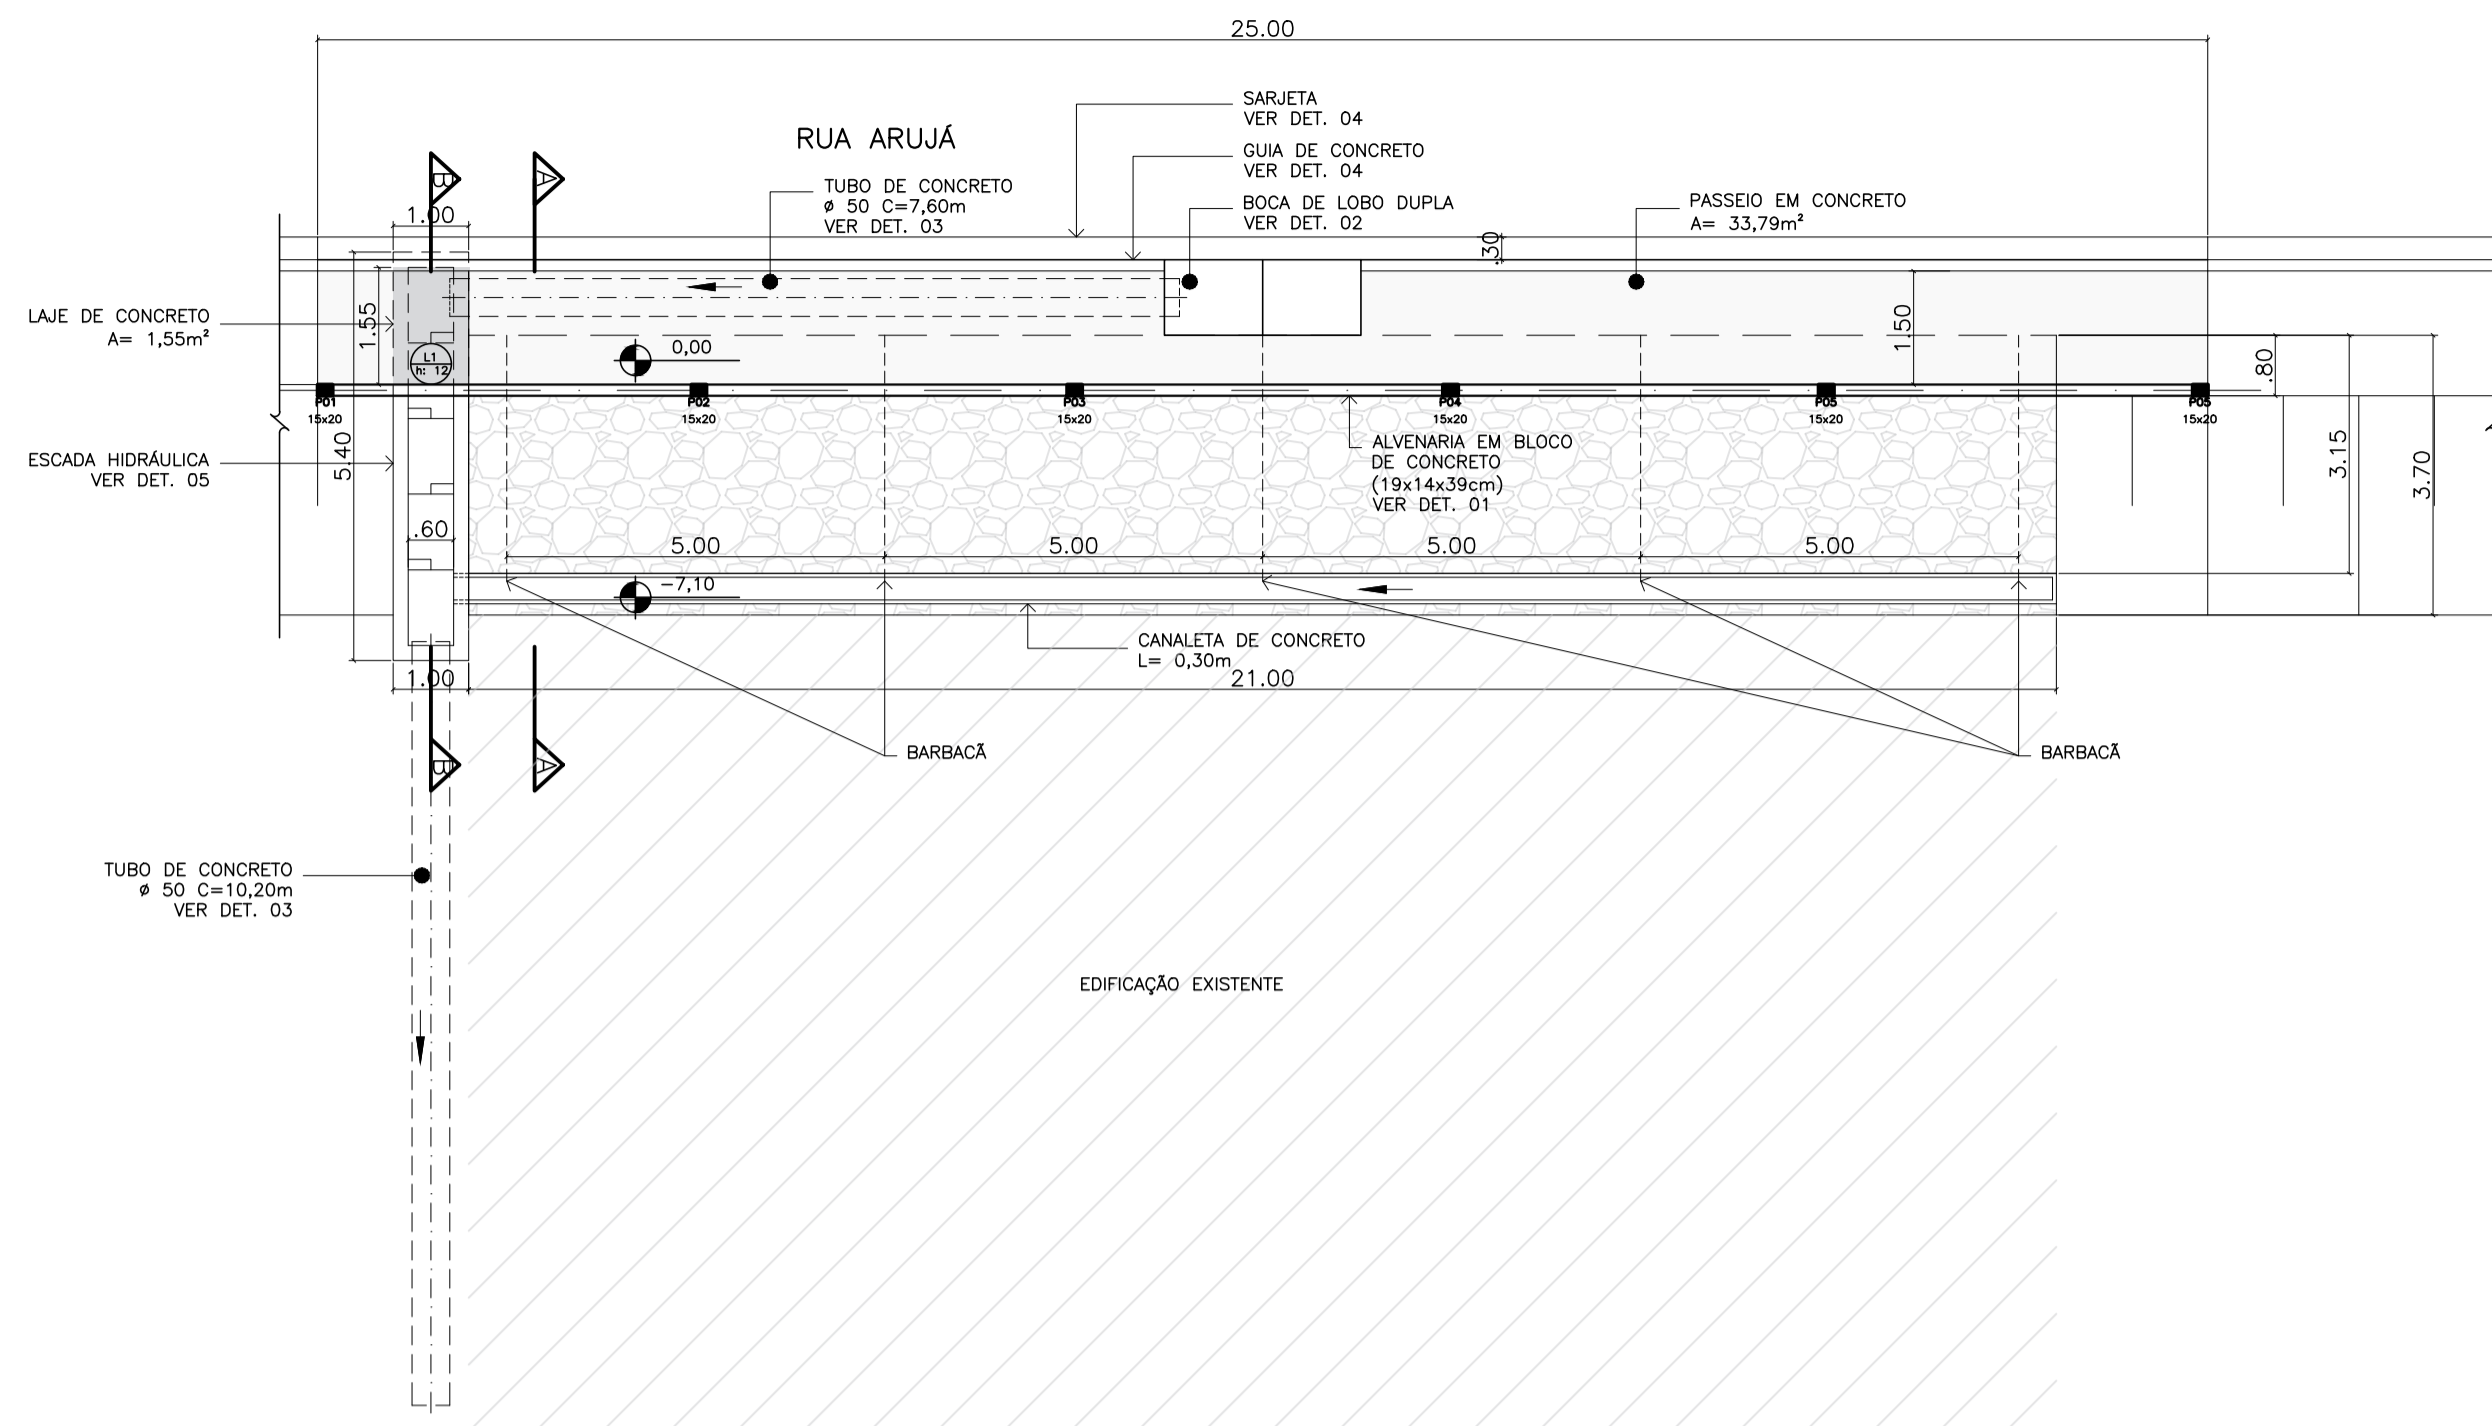 25.00
SARJETA
VER DET. 04
RUA ARUJÁ
GUIA DE CONCRETO
VER DET. 04
TUBO DE CONCRETO
ø 50 C=7,60m
VER DET. 03
BOCA DE LOBO DUPLA
VER DET. 02
PASSEIO EM CONCRETO
A= 33,79m²
B
A
1.00
.30
LAJE DE CONCRETO
A= 1,55m²
1.55
1.50
0,00
L1
h: 12
.80
P01
15x20
P02
15x20
P03
15x20
P04
15x20
P05
15x20
P05
15x20
ESCADA HIDRÁULICA
VER DET. 05
5.40
ALVENARIA EM BLOCO
DE CONCRETO
(19x14x39cm)
VER DET. 01
3.15
3.70
.60
5.00
5.00
5.00
5.00
-7,10
CANALETA DE CONCRETO
L= 0,30m
1.00
21.00
B
A
BARBACÃ
BARBACÃ
TUBO DE CONCRETO
ø 50 C=10,20m
VER DET. 03
EDIFICAÇÃO EXISTENTE